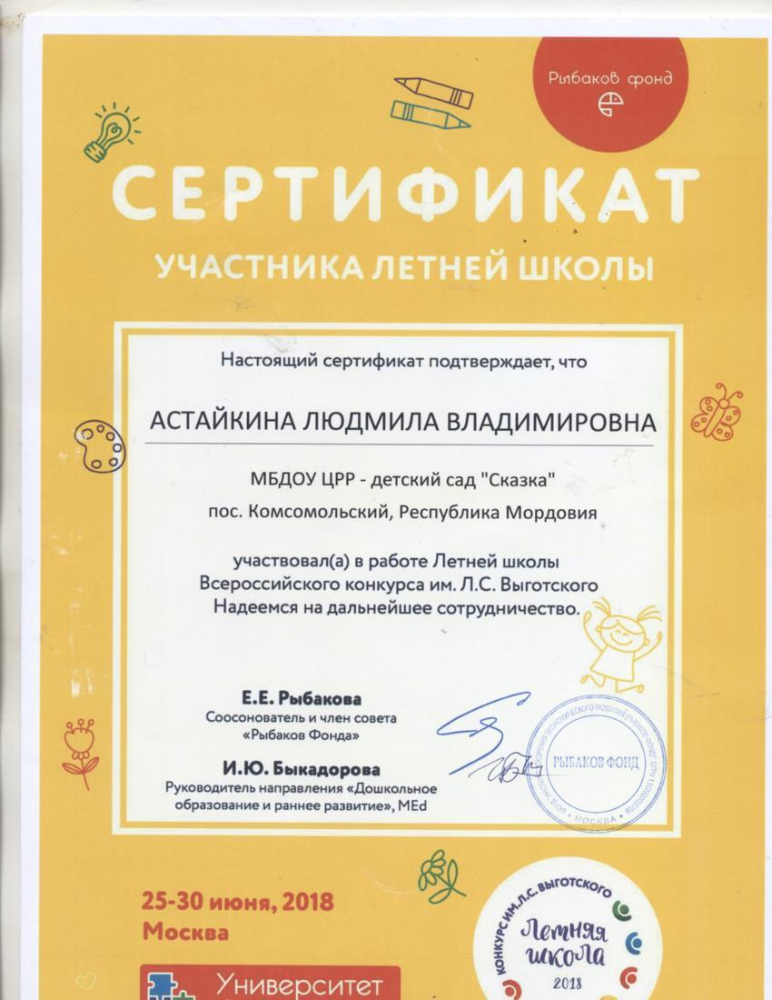 Рыбаков фонд
СЕРТИФИКАТ
УЧАСТНИКА ЛЕТНЕЙ ШКОЛЫ
Настоящий сертификат подтверждает, что
АСТАЙКИНА ЛЮДМИЛА ВЛАДИМИРОВНА
МБДОУ ЦРР - детский сад "Сказка"
пос. Комсомольский, Республика Мордовия
участвовал(а) в работе Летней школы
Всероссийского конкурса им. Л.С. Выготского
Надеемся на дальнейшее сотрудничество.
Е.Е. Рыбакова
Соосонователь и член совета
«Рыбаков Фонда»
И.Ю. Быкадорова
Руководитель направления «Дошкольное
образование и раннее развитие», MEd
РЫБАКОВ ФОНД
МОСКВА
25-30 июня, 2018
Москва
КОНКУРС ИМ.Л.С. ВЫГОТСКОГО
Летняя
школа
2018
Университет